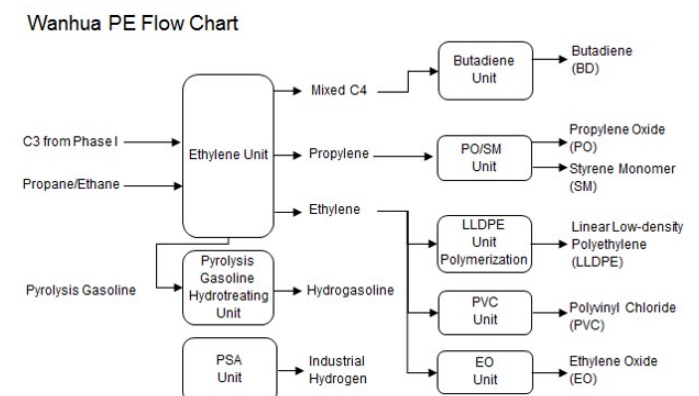 Wanhua PE Flow Chart
Butadiene
(BD)
Butadiene
Unit
Mixed C4
C3 from Phase I
Ethylene Unit
Propylene
PO/SM
Unit
Propylene Oxide
(PO)
Styrene Monomer
(SM)
Propane/Ethane
Ethylene
LLDPE
Unit
Polymerization
Linear Low-density
Polyethylene
(LLDPE)
Pyrolysis Gasoline
Pyrolysis
Gasoline
Hydrotreating
Unit
Hydrogasoline
PVC
Unit
Polyvinyl Chloride
(PVC)
PSA
Unit
Industrial
Hydrogen
EO
Unit
Ethylene Oxide
(EO)